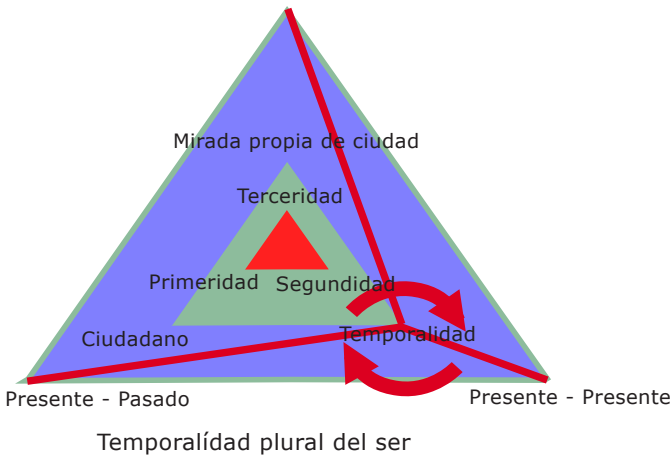 Mirada propia de ciudad
Terceridad
Primeridad
Segundidad
Ciudadano
Temporalidad
Presente - Pasado
Presente - Presente
Temporalídad plural del ser